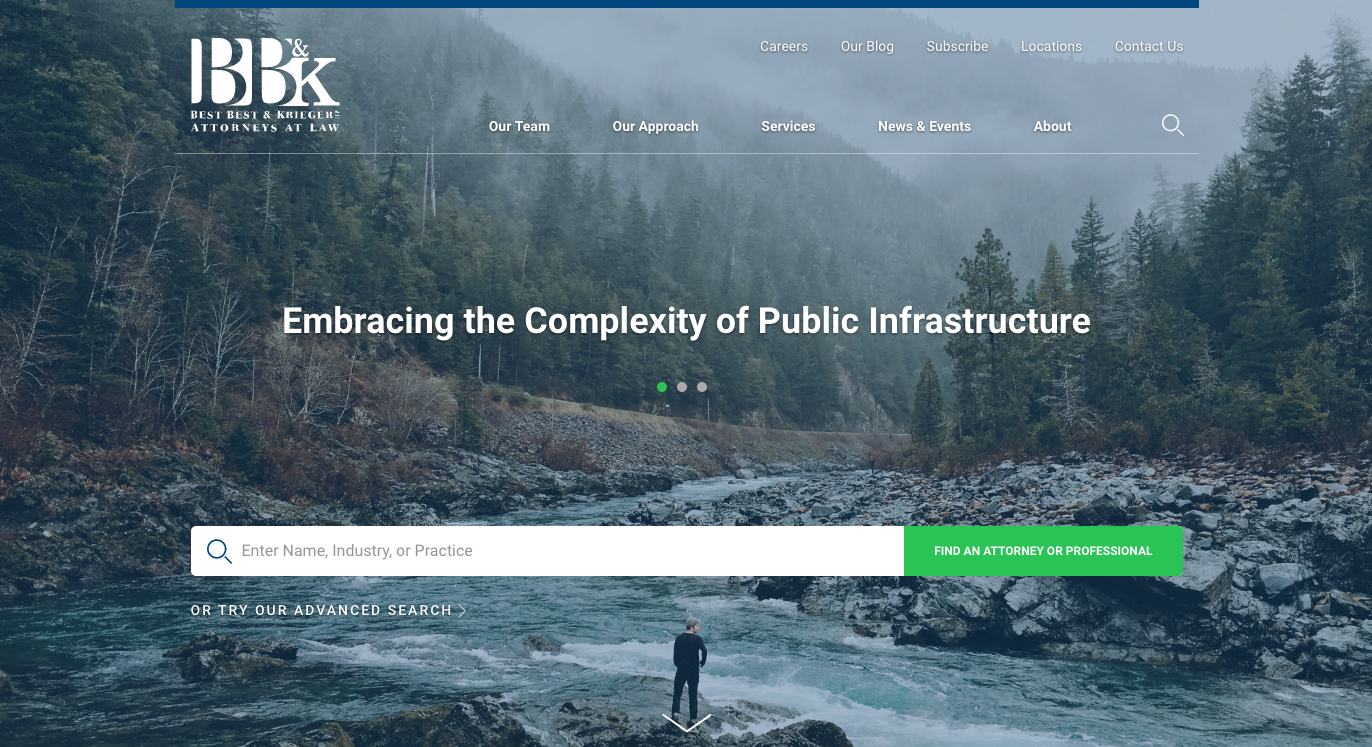 Careers Our Blog Subscribe Locations Contact Us
BB&K
BEST BEST & KRIEGER
ATTORNEYS AT LAW
Our Team Our Approach Services News & Events About
Embracing the Complexity of Public Infrastructure
Enter Name, Industry, or Practice
FIND AN ATTORNEY OR PROFESSIONAL
OR TRY OUR ADVANCED SEARCH